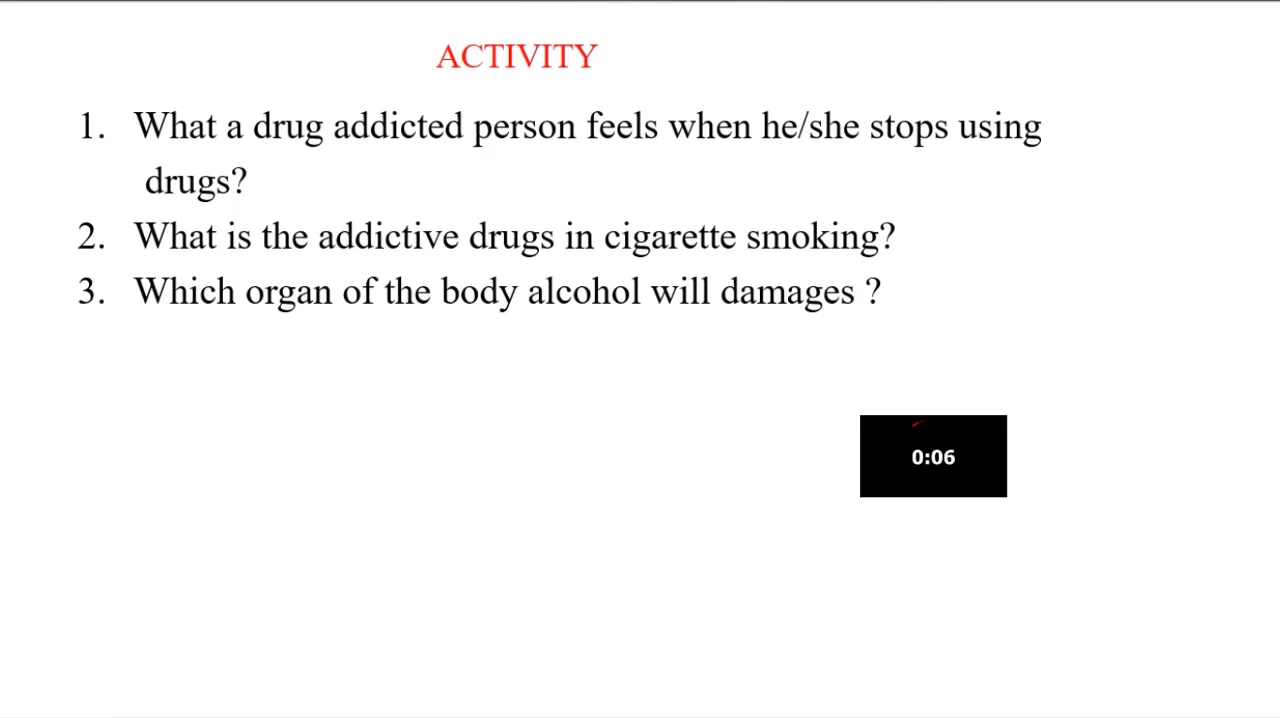 ACTIVITY
1. What a drug addicted person feels when he/she stops using
drugs?
2. What is the addictive drugs in cigarette smoking?
3. Which organ of the body alcohol will damages ?
0:06